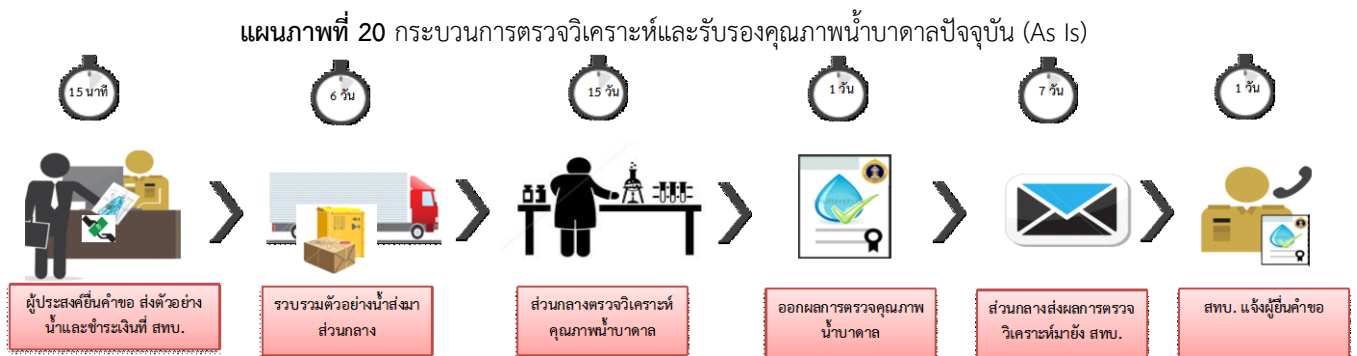 แผนภาพที่ 20 กระบวนการตรวจวิเคราะห์และรับรองคุณภาพน้ำบาดาลปัจจุบัน (As Is)
15 นาที
6 วัน
15 วัน
1 วัน
7 วัน
1 วัน
ผู้ประสงค์ยื่นคำขอ ส่งตัวอย่าง
น้ำและชำระเงินที่ สทบ.
รวบรวมตัวอย่างน้ำส่งมา
ส่วนกลาง
ส่วนกลางตรวจวิเคราะห์
คุณภาพน้ำบาดาล
ออกผลการตรวจคุณภาพ
น้ำบาดาล
ส่วนกลางส่งผลการตรวจ
วิเคราะห์มายัง สทบ.
สทบ. แจ้งผู้ยื่นคำขอ